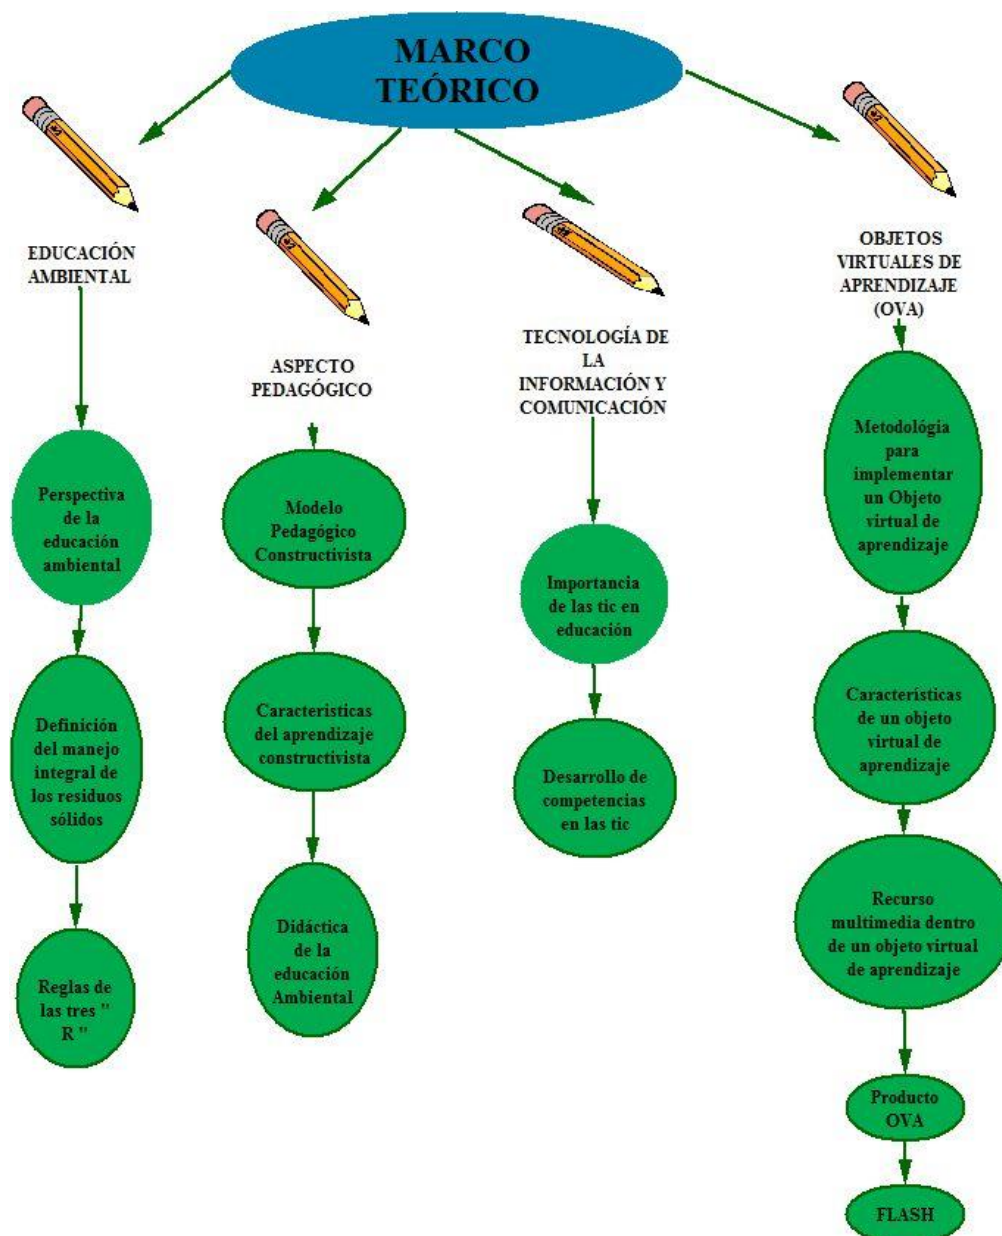 MARCO
TEÓRICO
EDUCACIÓN
AMBIENTAL
Perspectiva
de la
educación
ambiental
Definición
del manejo
integral de
los residuos
sólidos
Reglas de
las tres "
R "
ASPECTO
PEDAGÓGICO
Modelo
Pedagógico
Constructivista
Características
del aprendizaje
constructivista
Didáctica
de la
educación
Ambiental
TECNOLOGÍA DE
LA
INFORMACIÓN Y
COMUNICACIÓN
Importancia
de las tic en
educación
Desarrollo de
competencias
en las tic
OBJETOS
VIRTUALES DE
APRENDIZAJE
(OVA)
Metodológia
para
implementar
un Objeto
virtual de
aprendizaje
Característícas
de un objeto
virtual de
aprendizaje
Recurso
multimedia dentro
de un objeto virtual
de aprendizaje
Producto
OVA
FLASH